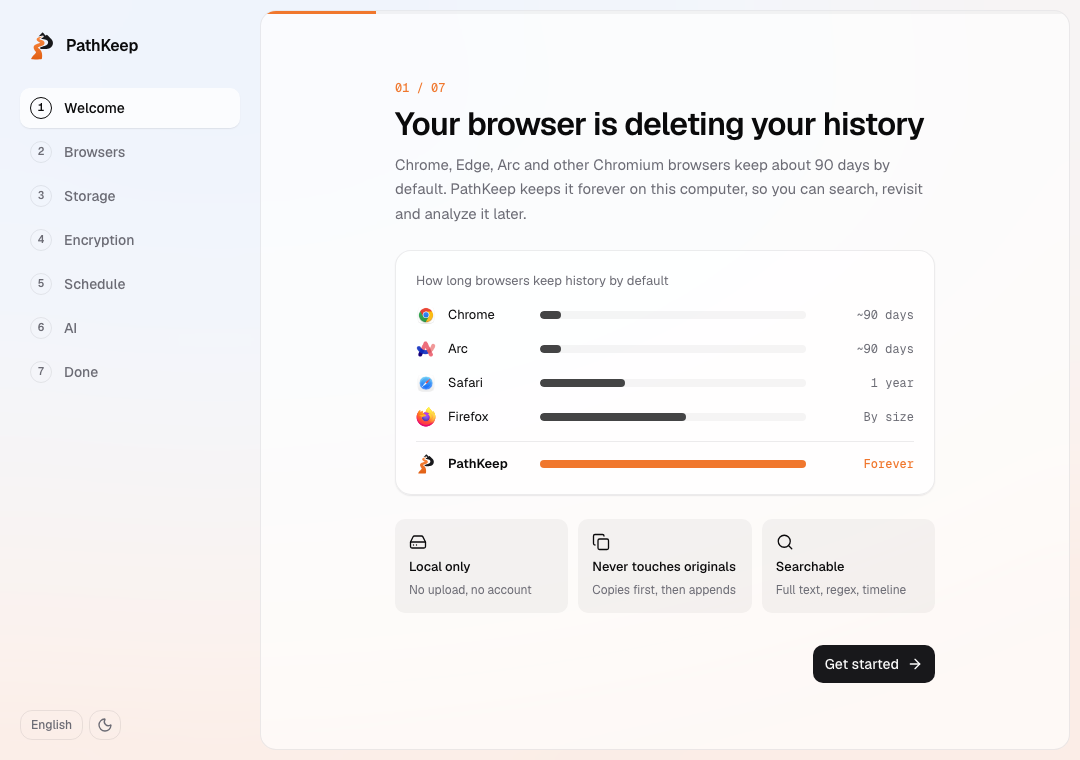 PathKeep
1 Welcome
2 Browsers
3 Storage
4 Encryption
5 Schedule
6 AI
7 Done
English
01 / 07
Your browser is deleting your history
Chrome, Edge, Arc and other Chromium browsers keep about 90 days by
default. PathKeep keeps it forever on this computer, so you can search, revisit
and analyze it later.
How long browsers keep history by default
Chrome ~90 days
Arc ~90 days
Safari 1 year
Firefox By size
PathKeep Forever
Local only
No upload, no account
Never touches originals
Copies first, then appends
Searchable
Full text, regex, timeline
Get started